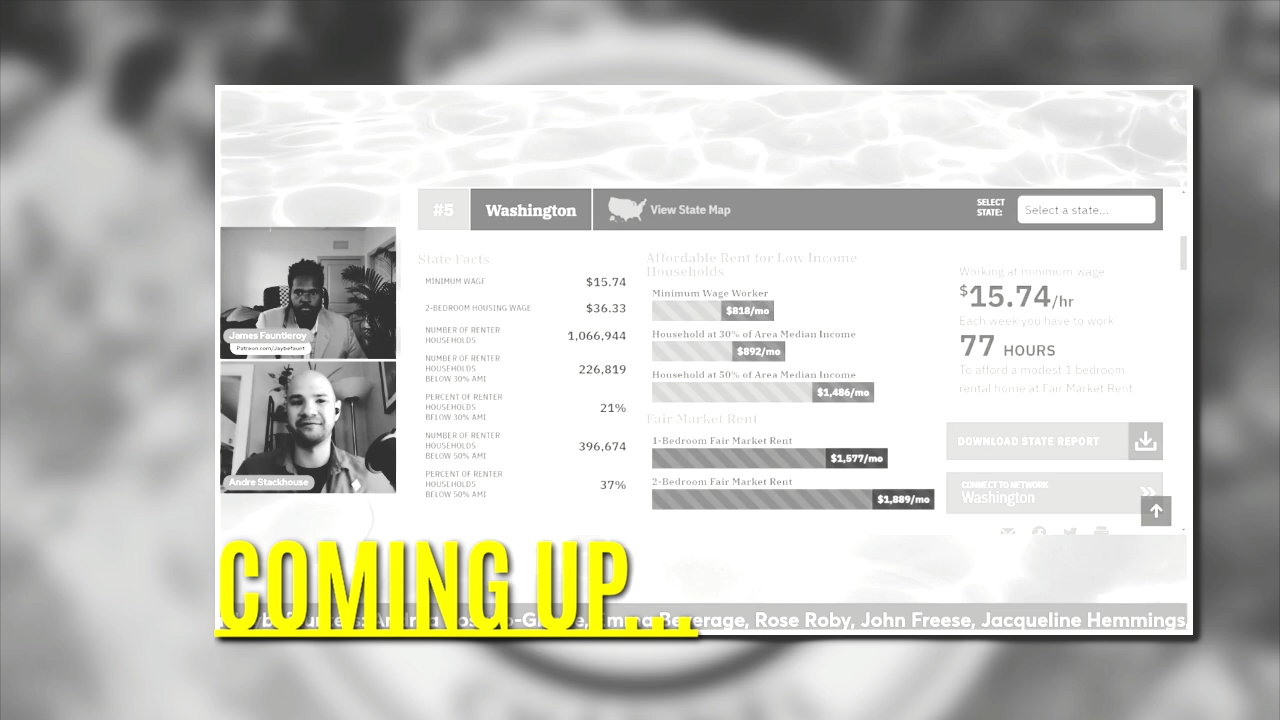 #5
Washington
View State Map
SELECT
STATE:
Select a state...
State Facts
MINIMUM WAGE
$15.74
2-BEDROOM HOUSING WAGE
$36.33
NUMBER OF RENTER
HOUSEHOLDS
1,066,944
NUMBER OF RENTER
HOUSEHOLDS
BELOW 30% AMI
226,819
PERCENT OF RENTER
HOUSEHOLDS
BELOW 30% AMI
21%
NUMBER OF RENTER
HOUSEHOLDS
BELOW 50% AMI
396,674
PERCENT OF RENTER
HOUSEHOLDS
BELOW 50% AMI
37%
Affordable Rent for Low Income
Households
Minimum Wage Worker
$818/mo
Household at 30% of Area Median Income
$892/mo
Household at 50% of Area Median Income
$1,486/mo
Fair Market Rent
1-Bedroom Fair Market Rent
$1,577/mo
2-Bedroom Fair Market Rent
$1,889/mo
Working at minimum wage
$15.74/hr
Each week you have to work
77 HOURS
To afford a modest 1 bedroom
rental home at Fair Market Rent
DOWNLOAD STATE REPORT
CONNECT TO NETWORK
Washington
James Fauntleroy
Patreon.com/Jaybefaunt
Andre Stackhouse
COMING UP...
Beverage, Rose Roby, John Freese, Jacqueline Hemmings